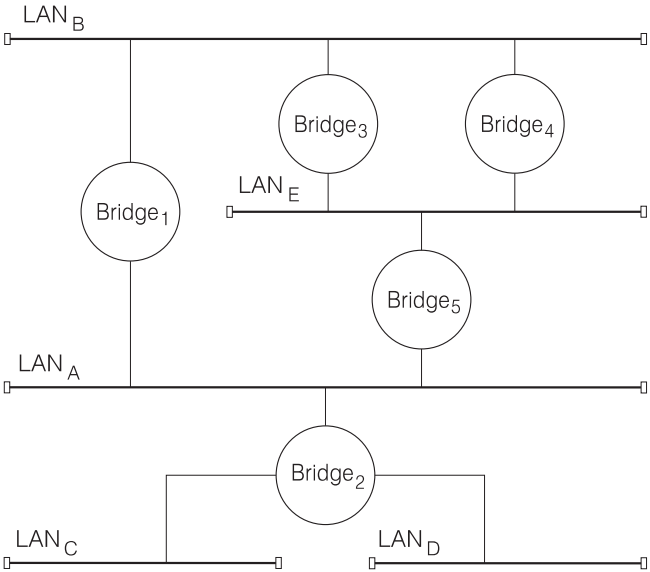 LAN B
Bridge3 Bridge4
LAN E
Bridge1
Bridge5
LAN A
Bridge2
LAN C LAN D